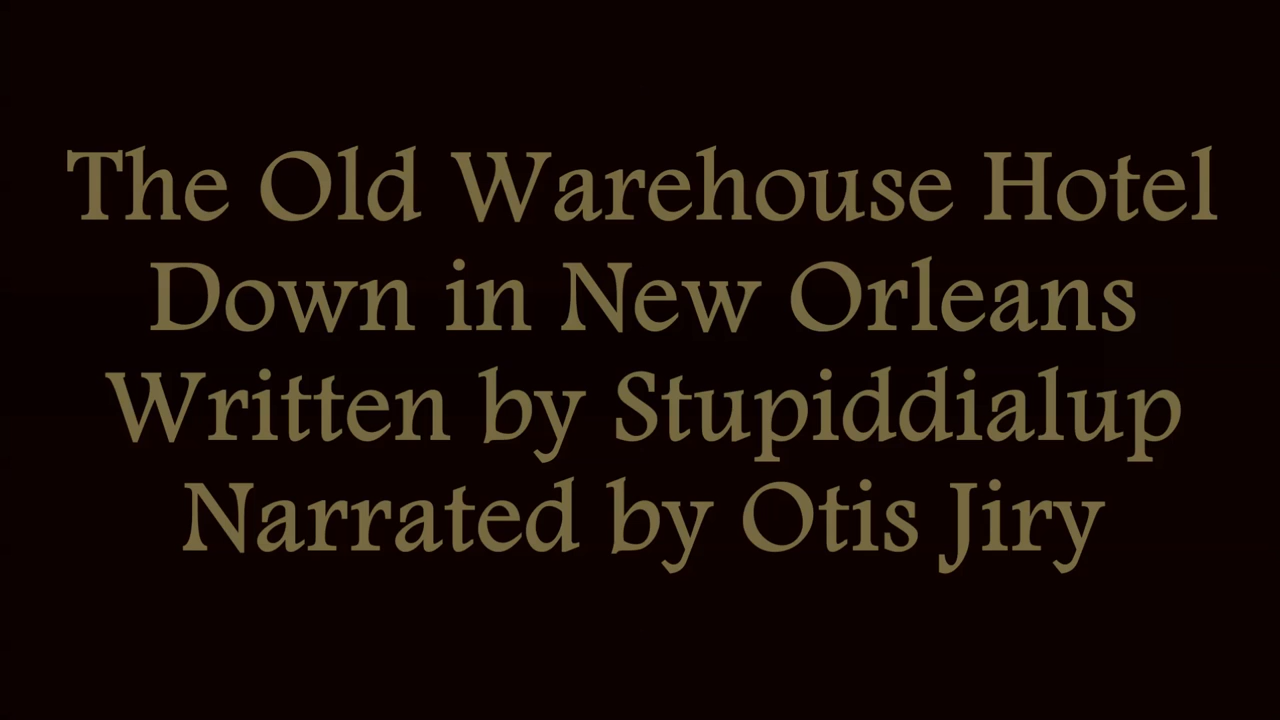 The Old Warehouse Hotel
Down in New Orleans
Written by Stupiddialup
Narrated by Otis Jiry